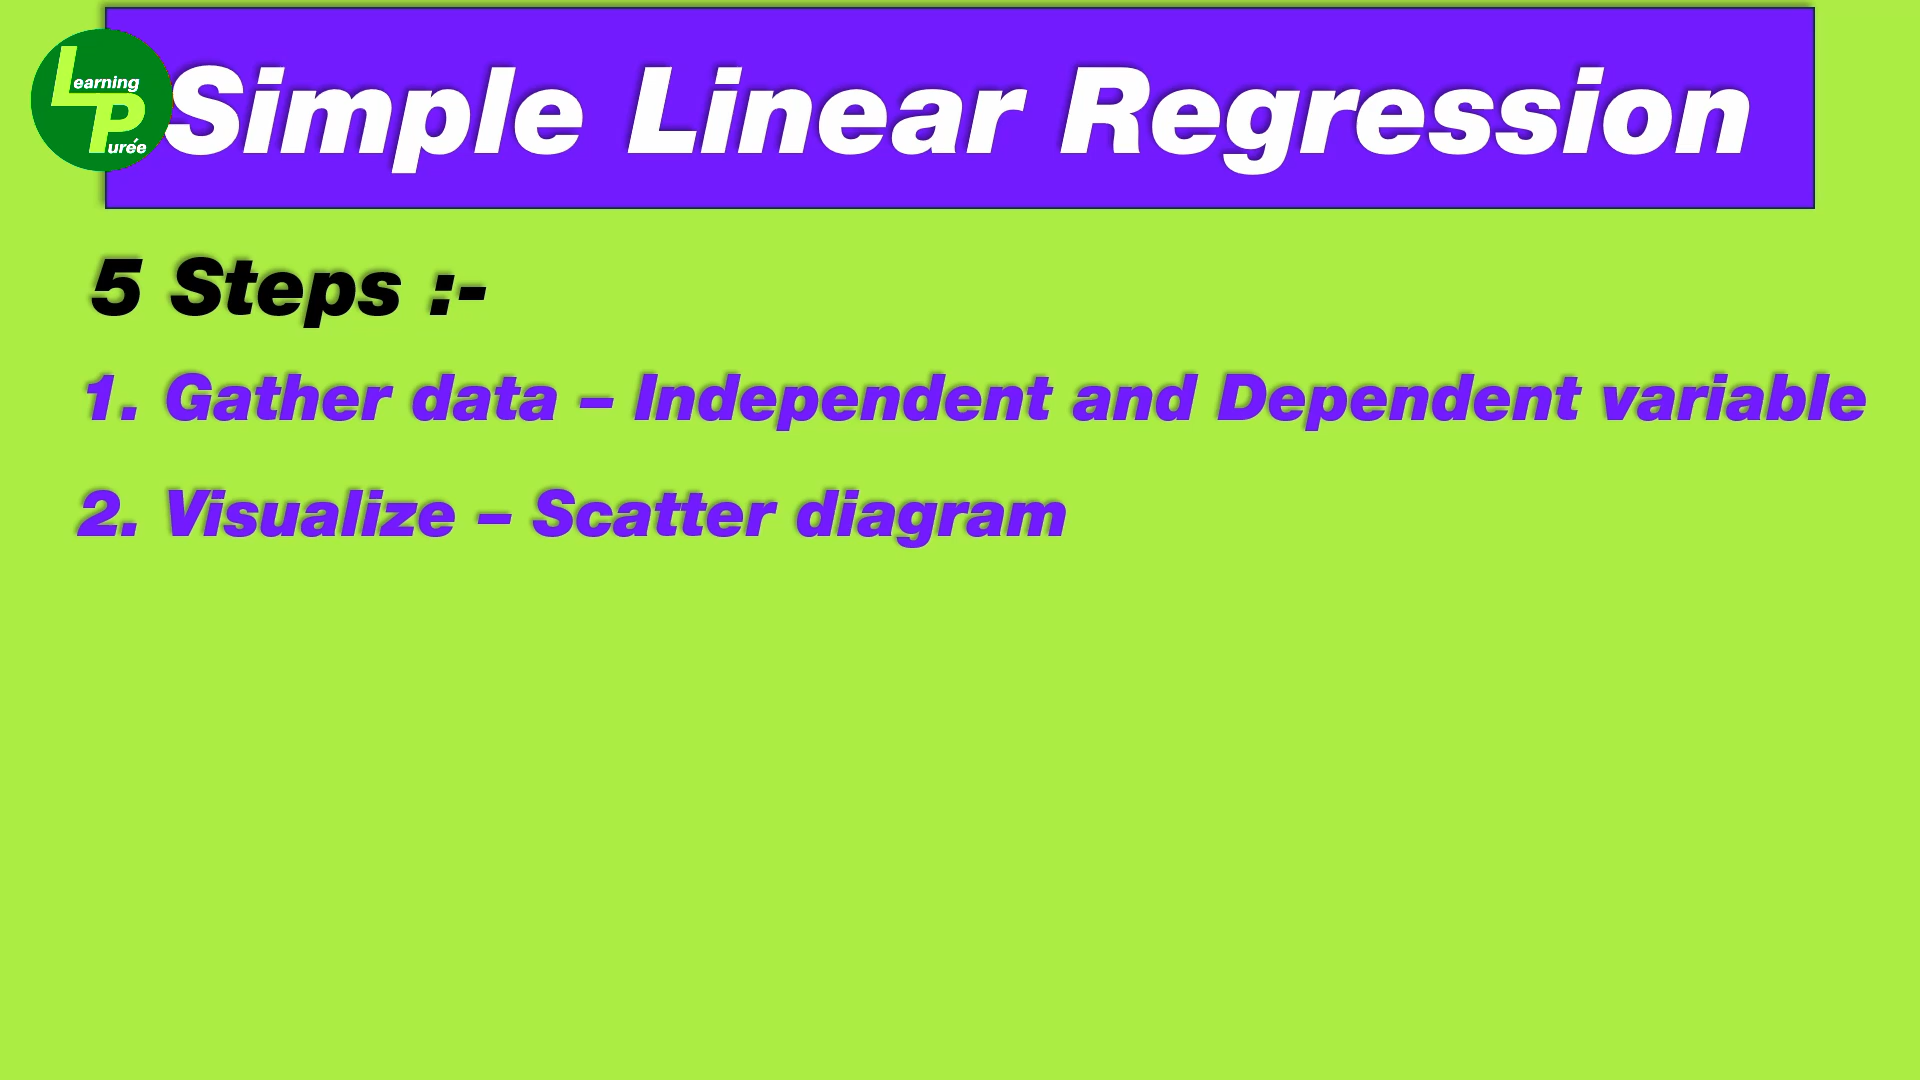 Learning
Purée
Simple Linear Regression
5 Steps :-
1. Gather data – Independent and Dependent variable
2. Visualize – Scatter diagram